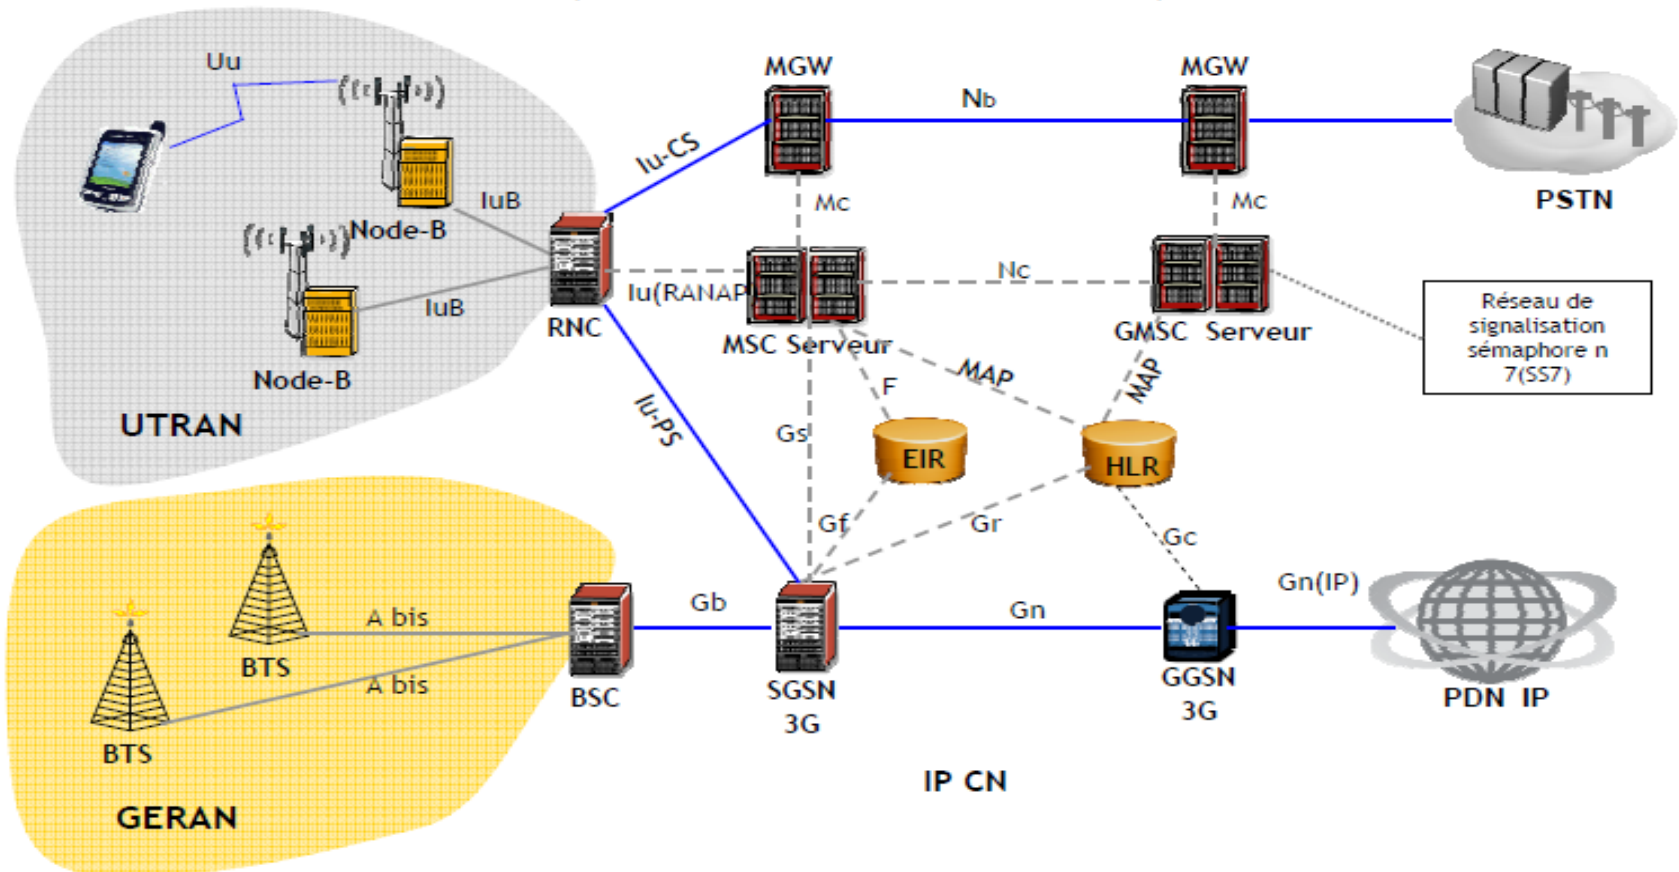 Uu
MGW
MGW
Nb
Iu-CS
IuB
Node-B
Mc
Mc
PSTN
Nc
Iu(RANAP
IuB
RNC
MSC Serveur
GMSC Serveur
Réseau de
signalisation
sémaphore n
7(SS7)
Node-B
MAP
MAP
F
UTRAN
Iu-PS
Gs
EIR
HLR
Gf
Gr
Gc
Gn(IP)
A bis
Gb
Gn
BTS
A bis
BSC
SGSN
3G
GGSN
3G
PDN IP
BTS
IP CN
GERAN